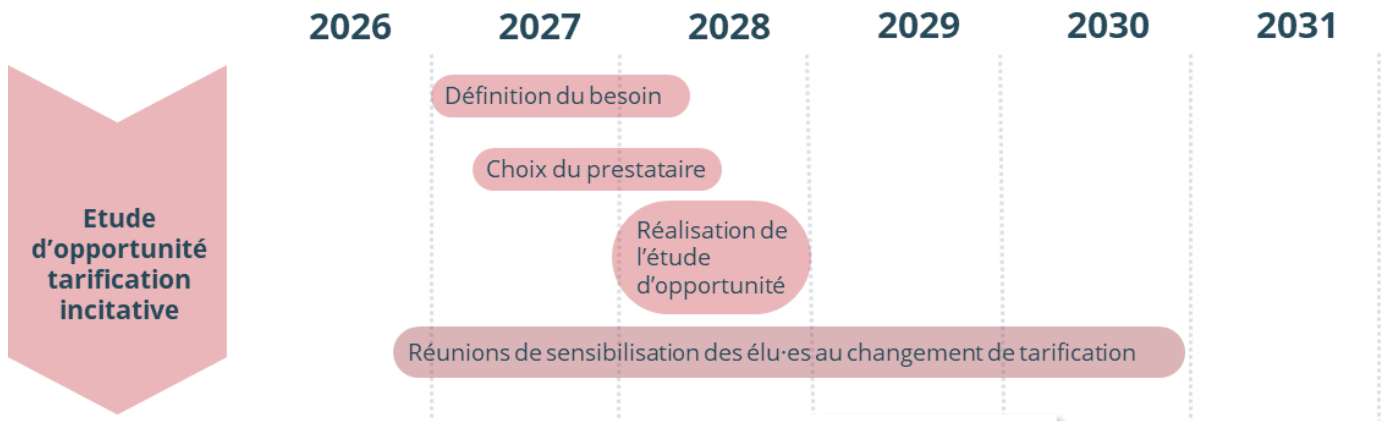 2026 2027 2028 2029 2030 2031
Définition du besoin
Choix du prestataire
Etude
d’opportunité
tarification
incitative
Réalisation de
l’étude
d’opportunité
Réunions de sensibilisation des élu·es au changement de tarification